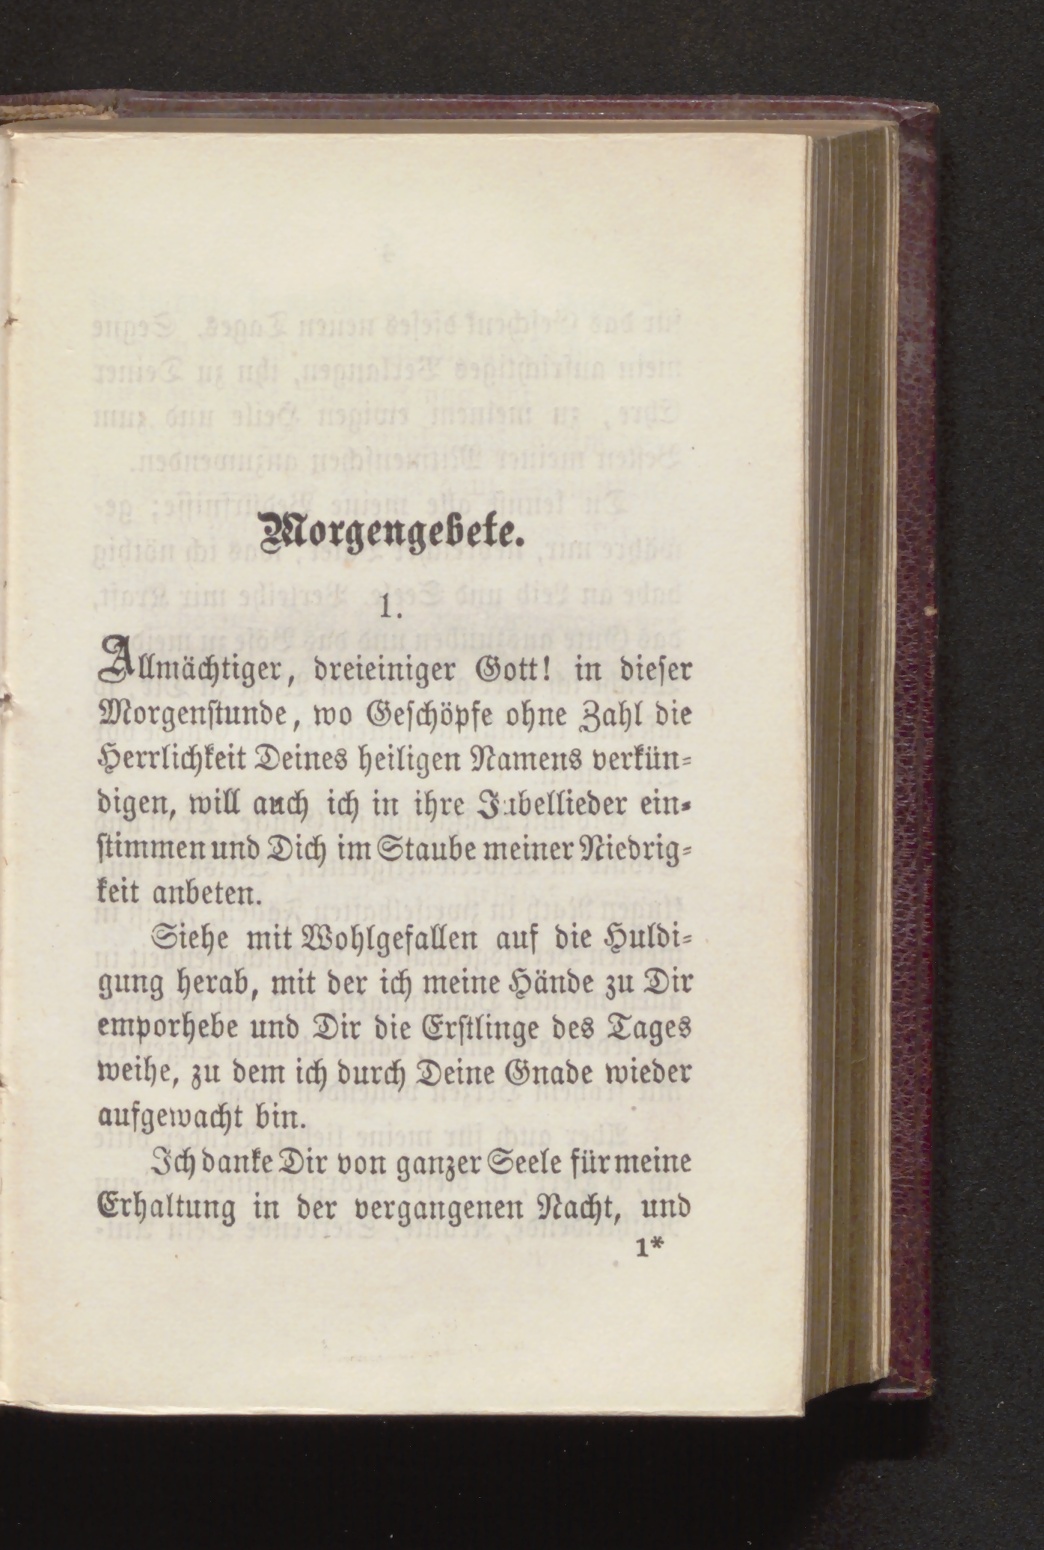 Morgengebete.
1.
Allmächtiger, dreieiniger Gott! in dieser
Morgenstunde, wo Geschöpfe ohne Zahl die
Herrlichkeit Deines heiligen Namens verkün-
digen, will auch ich in ihre Jubellieder ein-
stimmen und Dich im Staube meiner Niedrig-
keit anbeten.
Siehe mit Wohlgefallen auf die Huldi-
gung herab, mit der ich meine Hände zu Dir
emporhebe und Dir die Erstlinge des Tages
weihe, zu dem ich durch Deine Gnade wieder
aufgewacht bin.
Ich danke Dir von ganzer Seele für meine
Erhaltung in der vergangenen Nacht, und
1*